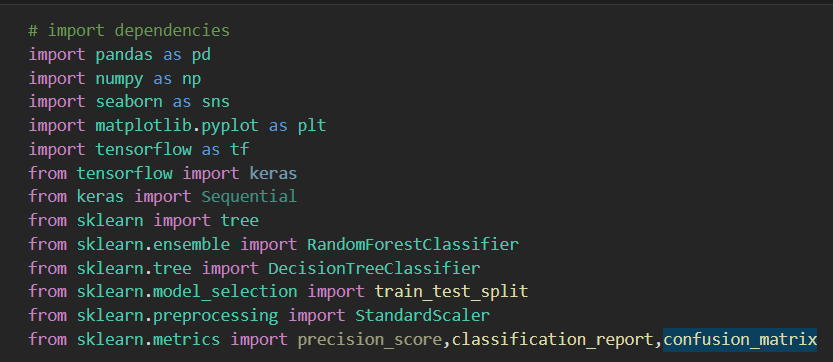 # import dependencies
import pandas as pd
import numpy as np
import seaborn as sns
import matplotlib.pyplot as plt
import tensorflow as tf
from tensorflow import keras
from keras import Sequential
from sklearn import tree
from sklearn.ensemble import RandomForestClassifier
from sklearn.tree import DecisionTreeClassifier
from sklearn.model_selection import train_test_split
from sklearn.preprocessing import StandardScaler
from sklearn.metrics import precision_score,classification_report,confusion_matrix